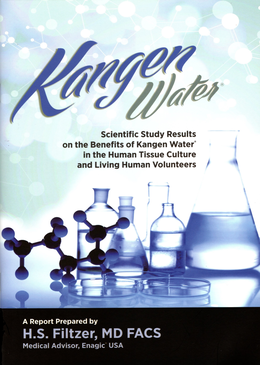 Kangen
Water®
Scientific Study Results
on the Benefits of Kangen Water®
in the Human Tissue Culture
and Living Human Volunteers
A Report Prepared by
H.S. Filtzer, MD FACS
Medical Advisor, Enagic® USA